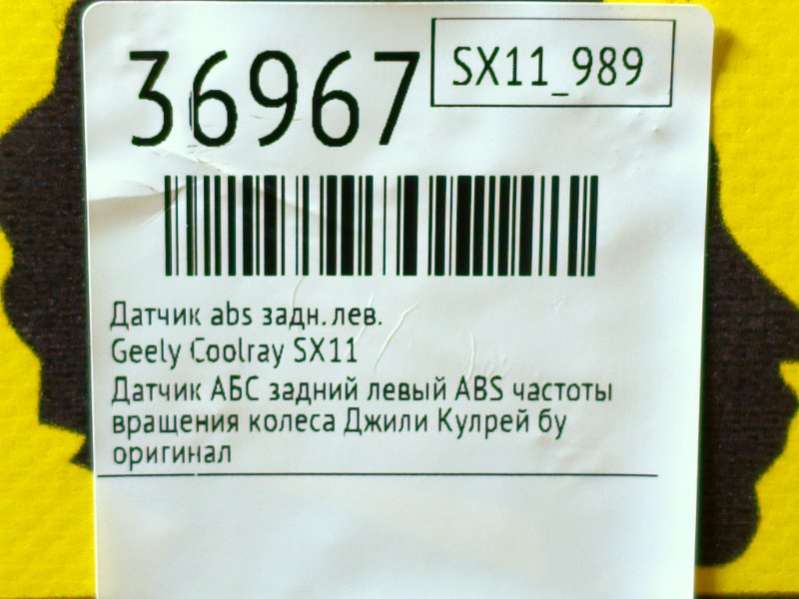 36967
SX11_989
Датчик abs задн.лев.
Geely Coolray SX11
Датчик АБС задний левый ABS частоты
вращения колеса Джили Кулрей бу
оригинал